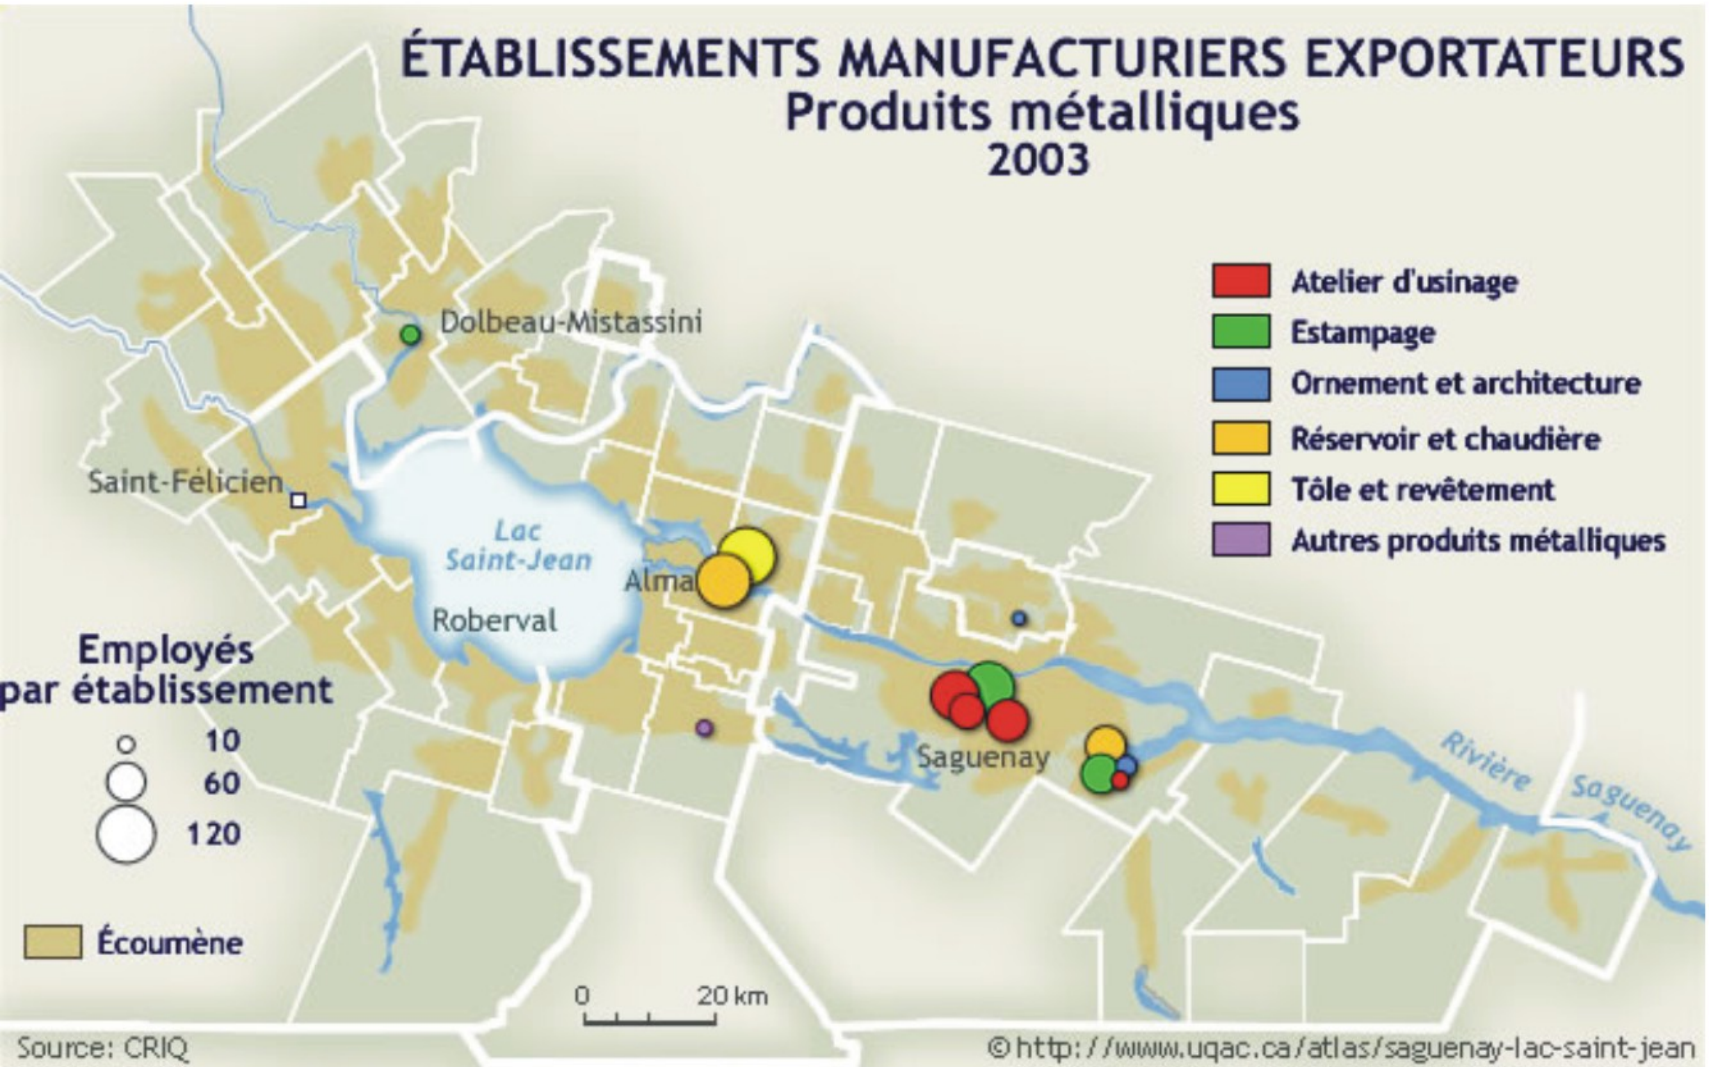 ÉTABLISSEMENTS MANUFACTURIERS EXPORTATEURS
Produits métalliques
2003
Atelier d'usinage
Estampage
Ornement et architecture
Réservoir et chaudière
Tôle et revêtement
Autres produits métalliques
Dolbeau-Mistassini
Saint-Félicien
Lac
Saint-Jean
Alma
Roberval
Saguenay
Rivière Saguenay
Employés
par établissement
10
60
120
Écoumène
0 20 km
Source: CRIQ
©http://www.uqac.ca/atlas/saguenay-lac-saint-jean